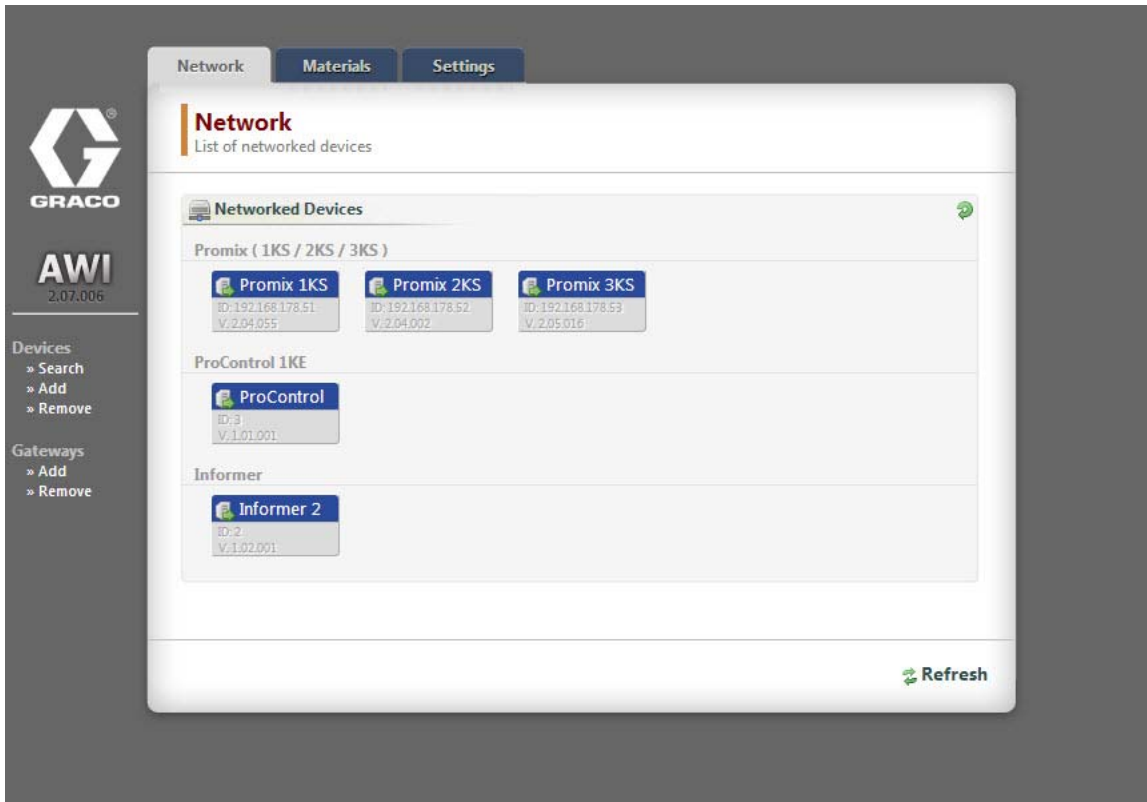 Network
Materials
Settings
®
GRACO
AWI
2.07.006
Devices
» Search
» Add
» Remove
Gateways
» Add
» Remove
Network
List of networked devices
Networked Devices
Promix ( 1KS / 2KS / 3KS )
Promix 1KS
ID: 192.168.178.51
V. 2.04.055
Promix 2KS
ID: 192.168.178.52
V. 2.04.002
Promix 3KS
ID: 192.168.178.53
V. 2.05.016
ProControl 1KE
ProControl
ID: 3
V. 1.01.001
Informer
Informer 2
ID: 2
V. 1.02.001
Refresh